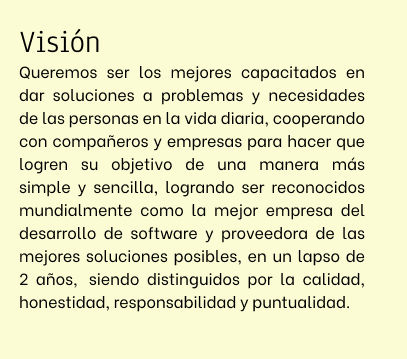 Visión
Queremos ser los mejores capacitados en
dar soluciones a problemas y necesidades
de las personas en la vida diaria, cooperando
con compañeros y empresas para hacer que
logren su objetivo de una manera más
simple y sencilla, logrando ser reconocidos
mundialmente como la mejor empresa del
desarrollo de software y proveedora de las
mejores soluciones posibles, en un lapso de
2 años, siendo distinguidos por la calidad,
honestidad, responsabilidad y puntualidad.